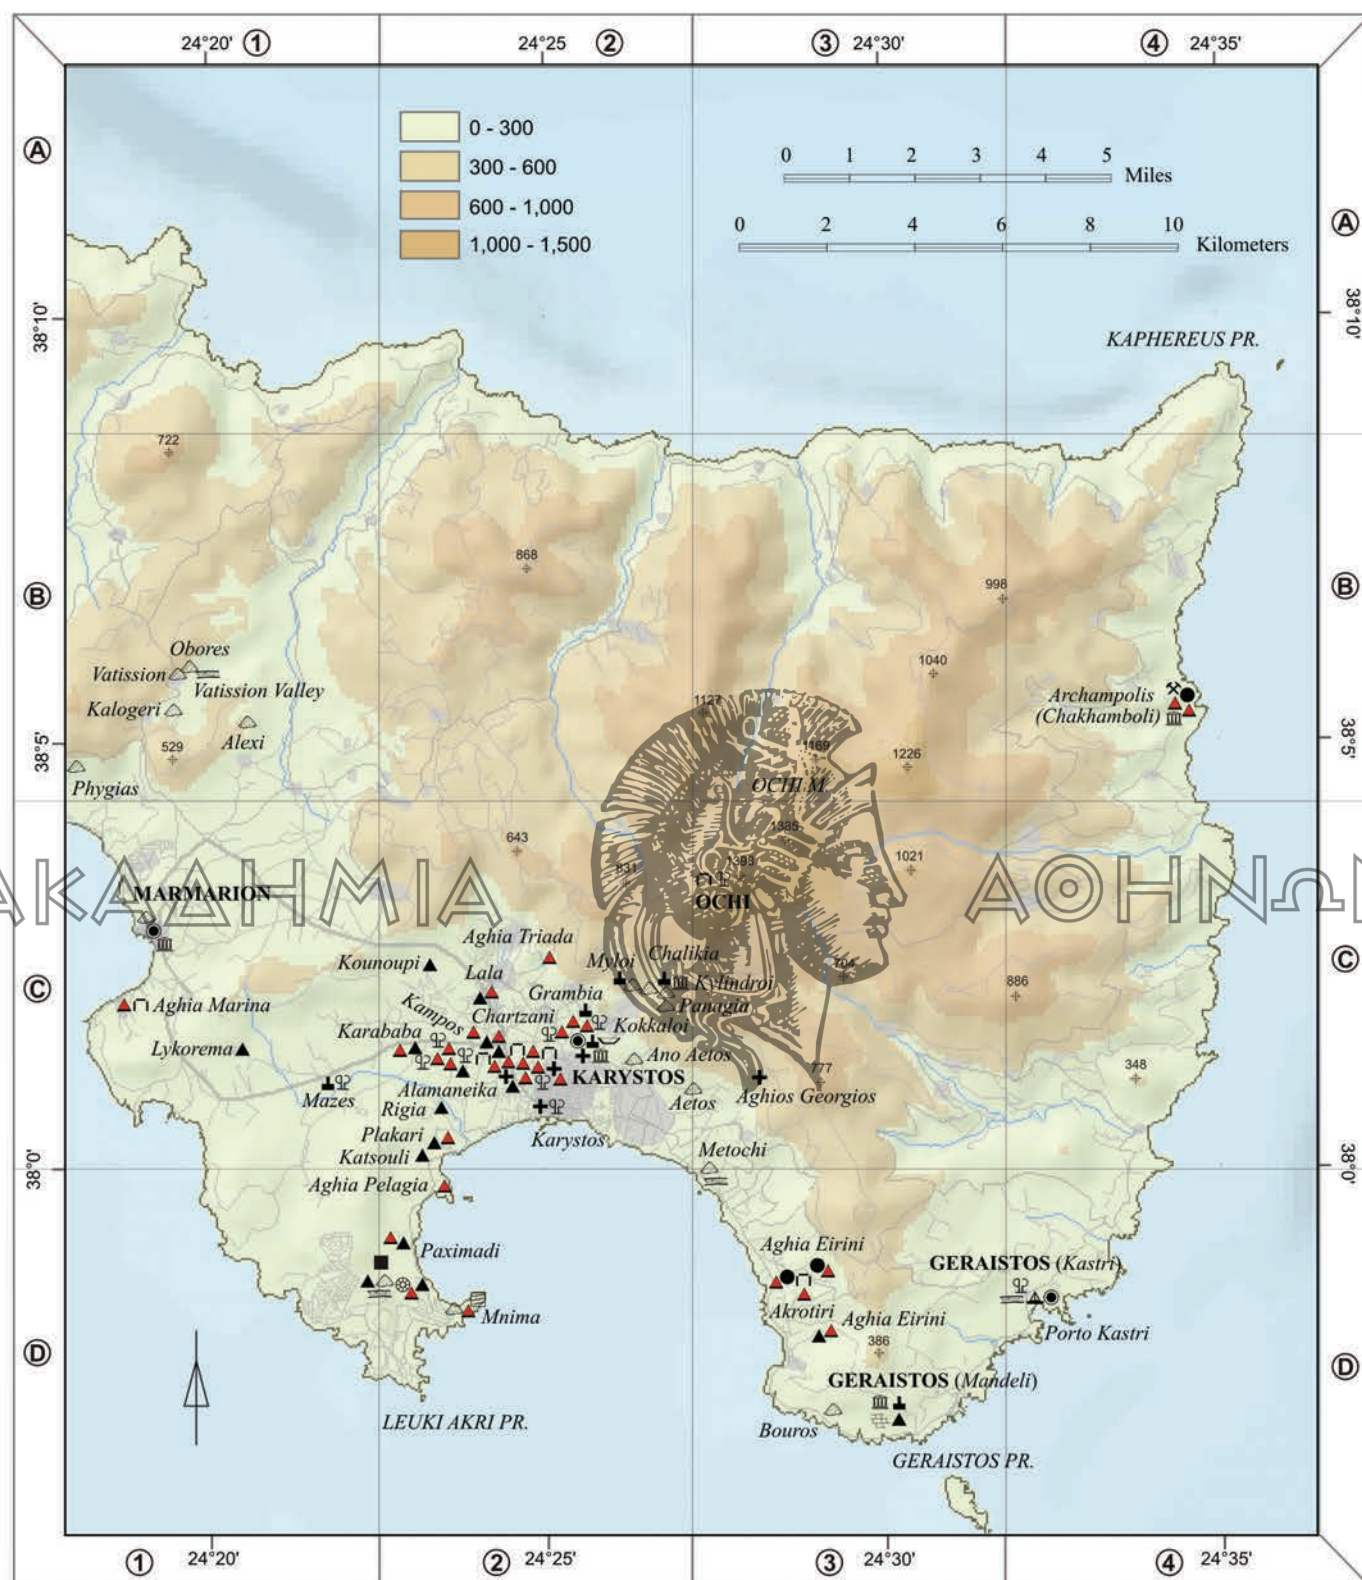 24°20'
①
24°25
②
③
24°30'
④
24°35'
Ⓐ
0 - 300
300 - 600
600 - 1,000
1,000 - 1,500
0 1 2 3 4 5
Miles
0 2 4 6 8 10
Kilometers
Ⓐ
38°10'
38°10'
KAPHEREUS PR.
722
868
998
Ⓑ
Ⓑ
Obores
Vatission
Vatission Valley
1040
Archampolis
(Chakhamboli)
Kalogeri
1127
Alexi
529
1169
1226
38°5'
38°5'
Phygias
OCHI M.
643
1385
1398
831
1021
ΑΚΑΔΗΜΙΑ
ΑΘΗΝΩΝ
MARMARION
OCHI
Aghia Triada
Kounoupi
Lala
Myloi
Chalikia
704
Kylindroi
886
Ⓒ
Ⓒ
Aghia Marina
Kampos
Grambia
Chartzani
Panagia
Kokkaloi
Karababa
Lykorema
Ano Aetos
348
Mazes
Alamaneika
KARYSTOS
777
Rigia
Aetos
Aghios Georgios
Plakari
Karystos
Katsouli
Metochi
38°0'
38°0'
Aghia Pelagia
Paximadi
Aghia Eirini
GERAISTOS (Kastri)
Mnima
Akrotiri
Aghia Eirini
Porto Kastri
Ⓓ
386
Ⓓ
GERAISTOS (Mandeli)
LEUKI AKRI PR.
Bouros
GERAISTOS PR.
①
24°20'
②
24°25'
③
24°30'
④
24°35'